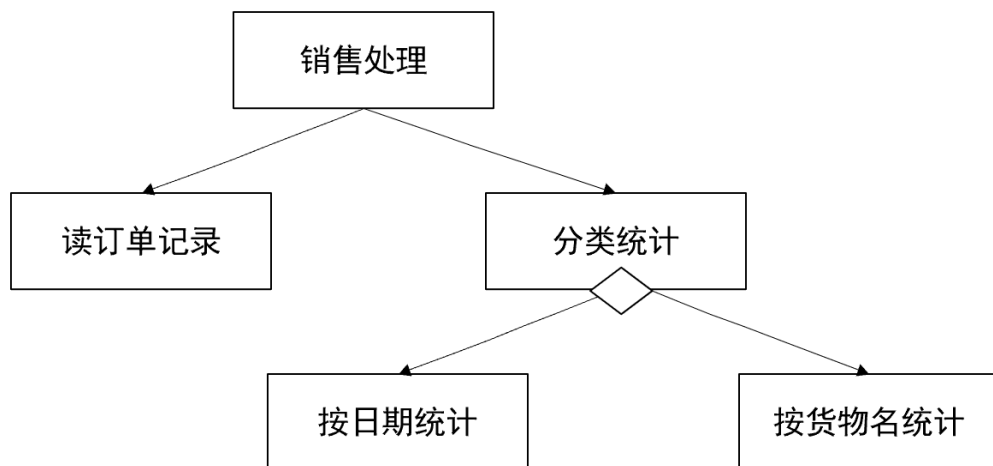 销售处理
读订单记录
分类统计
按日期统计
按货物名统计